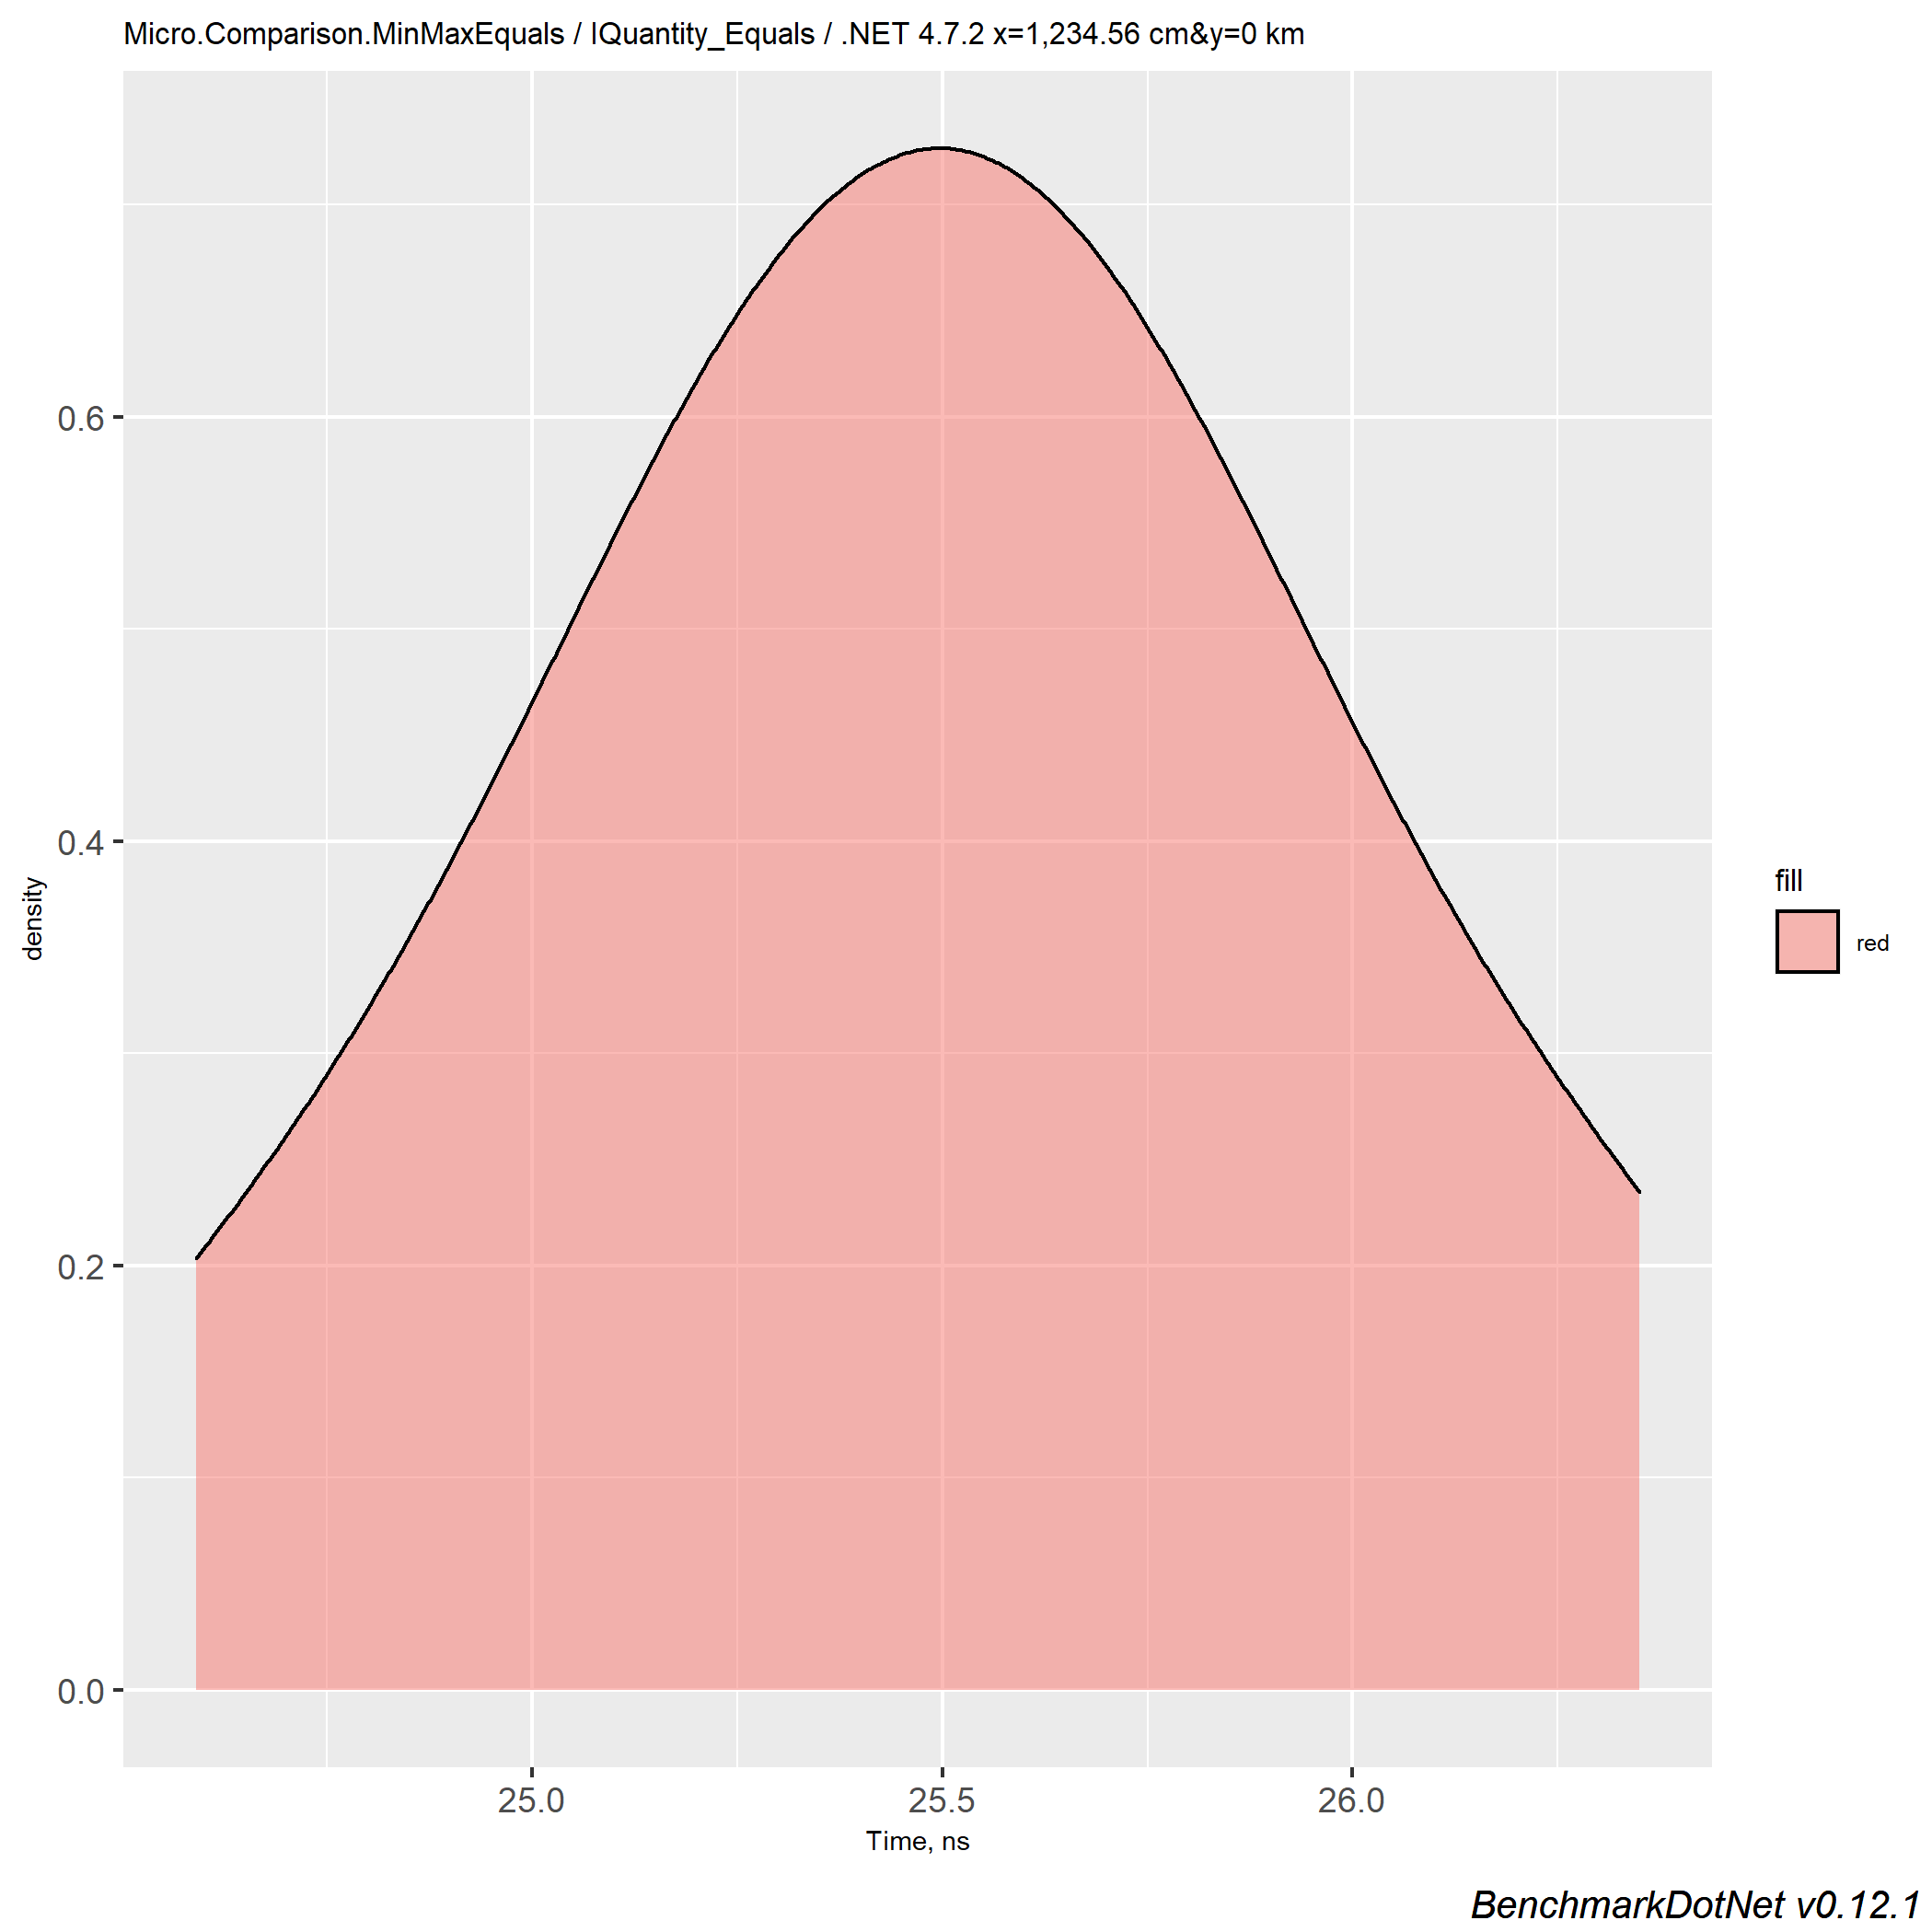 Micro.Comparison.MinMaxEquals / IQuantity_Equals / .NET 4.7.2 x=1,234.56 cm&y=0 km
0.6
0.4
0.2
0.0
density
25.0 25.5 26.0
Time, ns
fill
red
BenchmarkDotNet v0.12.1